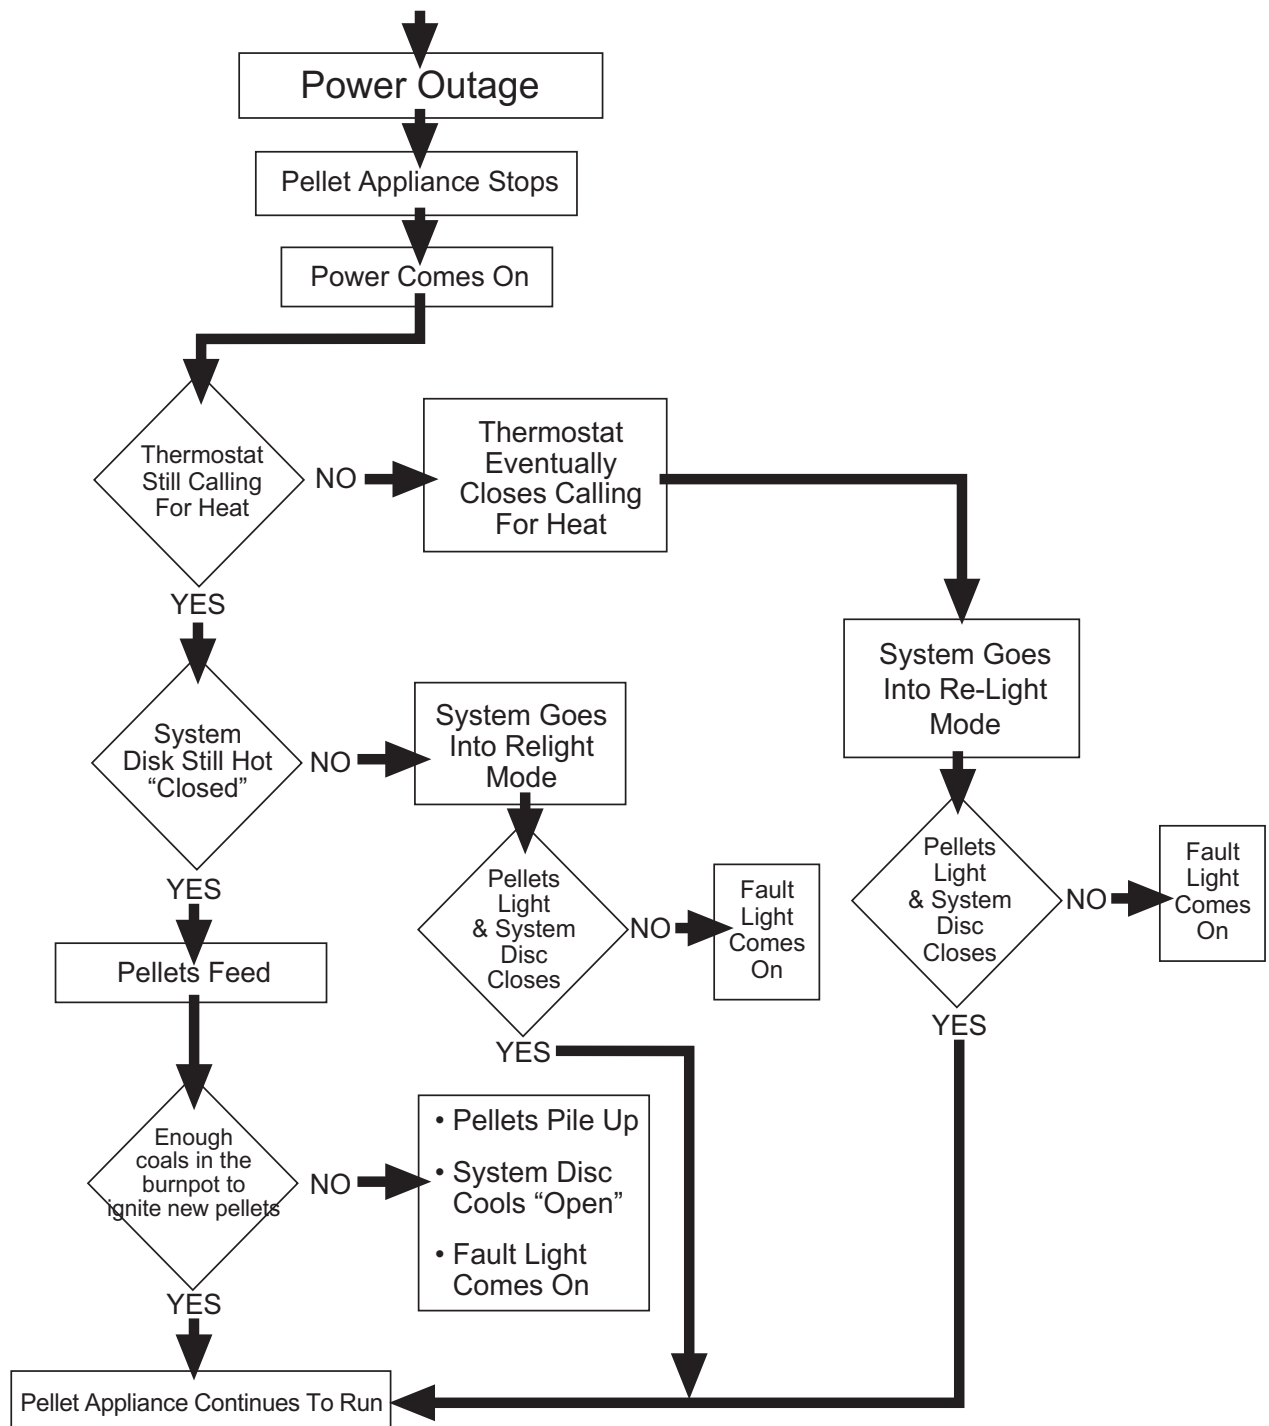 Power Outage
Pellet Appliance Stops
Power Comes On
Thermostat
Still Calling
For Heat
NO
Thermostat
Eventually
Closes Calling
For Heat
YES
System Goes
Into Re-Light
Mode
System
Disk Still Hot
“Closed”
NO
System Goes
Into Relight
Mode
Pellets
Light
& System
Disc
Closes
NO
Fault
Light
Comes
On
YES
Pellets
Light
& System
Disc
Closes
NO
Fault
Light
Comes
On
YES
Pellets Feed
YES
Enough
coals in the
burnpot to
ignite new pellets
NO
• Pellets Pile Up
• System Disc
Cools “Open”
• Fault Light
Comes On
YES
Pellet Appliance Continues To Run